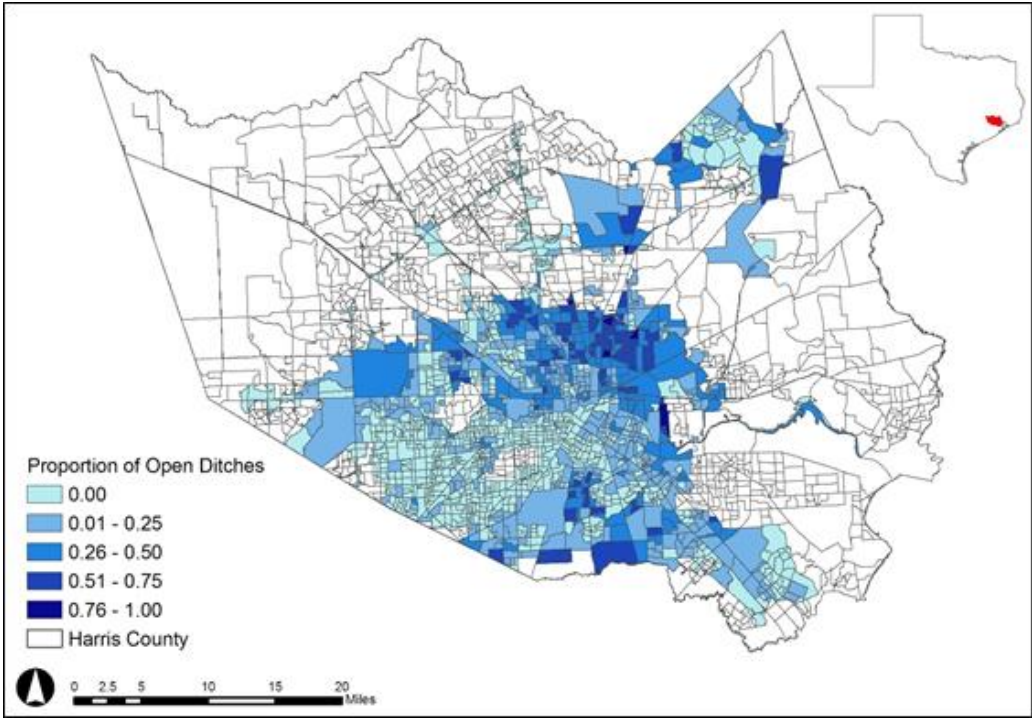 Proportion of Open Ditches
0.00
0.01 - 0.25
0.26 - 0.50
0.51 - 0.75
0.76 - 1.00
Harris County
0 2.5 5 10 15 20
Miles